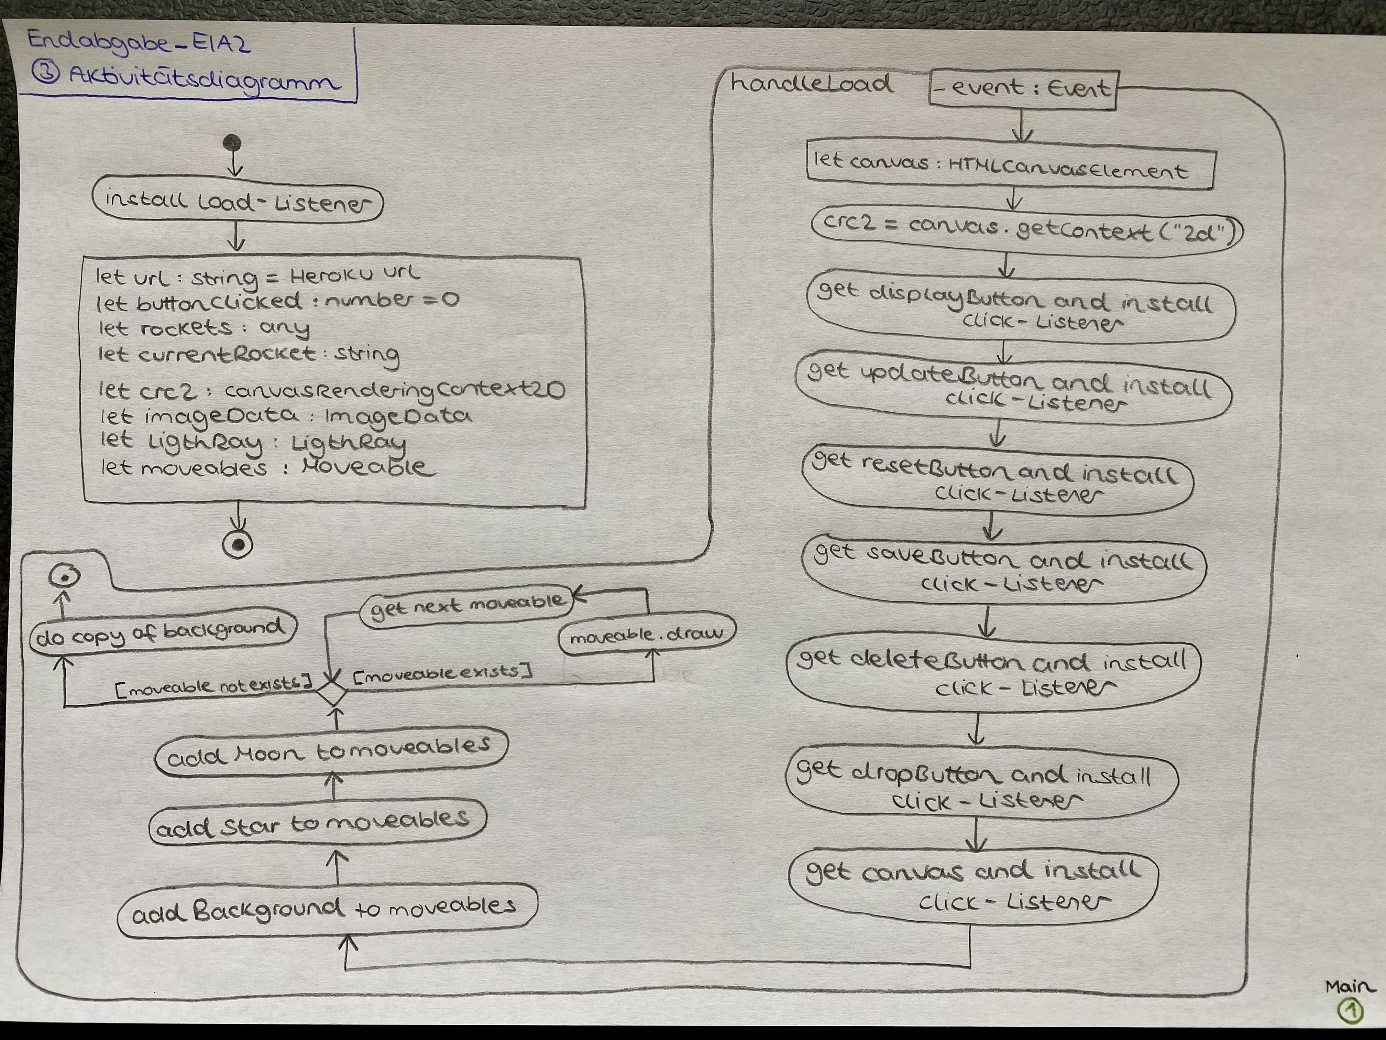 Endabgabe_EIA2
③ Aktivitätsdiagramm
install Load-Listener
let url : string = Heroku url
let buttonClicked : number = 0
let rockets : any
let currentRocket : string
let crc2 : canvasRenderingContext2D
let imageData : ImageData
let LigthRay : LigthRay
let moveables : Moveable
handleLoad
- event : Event
let canvas : HTMLCanvasElement
crc2 = canvas.getContext("2d")
get displayButton and install
click-Listener
get updateButton and install
click-Listener
get resetButton and install
click-Listener
get saveButton and install
click-Listener
get deleteButton and install
click-Listener
get dropButton and install
click-Listener
get canvas and install
click-Listener
add Background to moveables
add Star to moveables
add Moon to moveables
[moveable not exists]
[moveable exists]
moveable.draw
get next moveable
do copy of background
Main
①